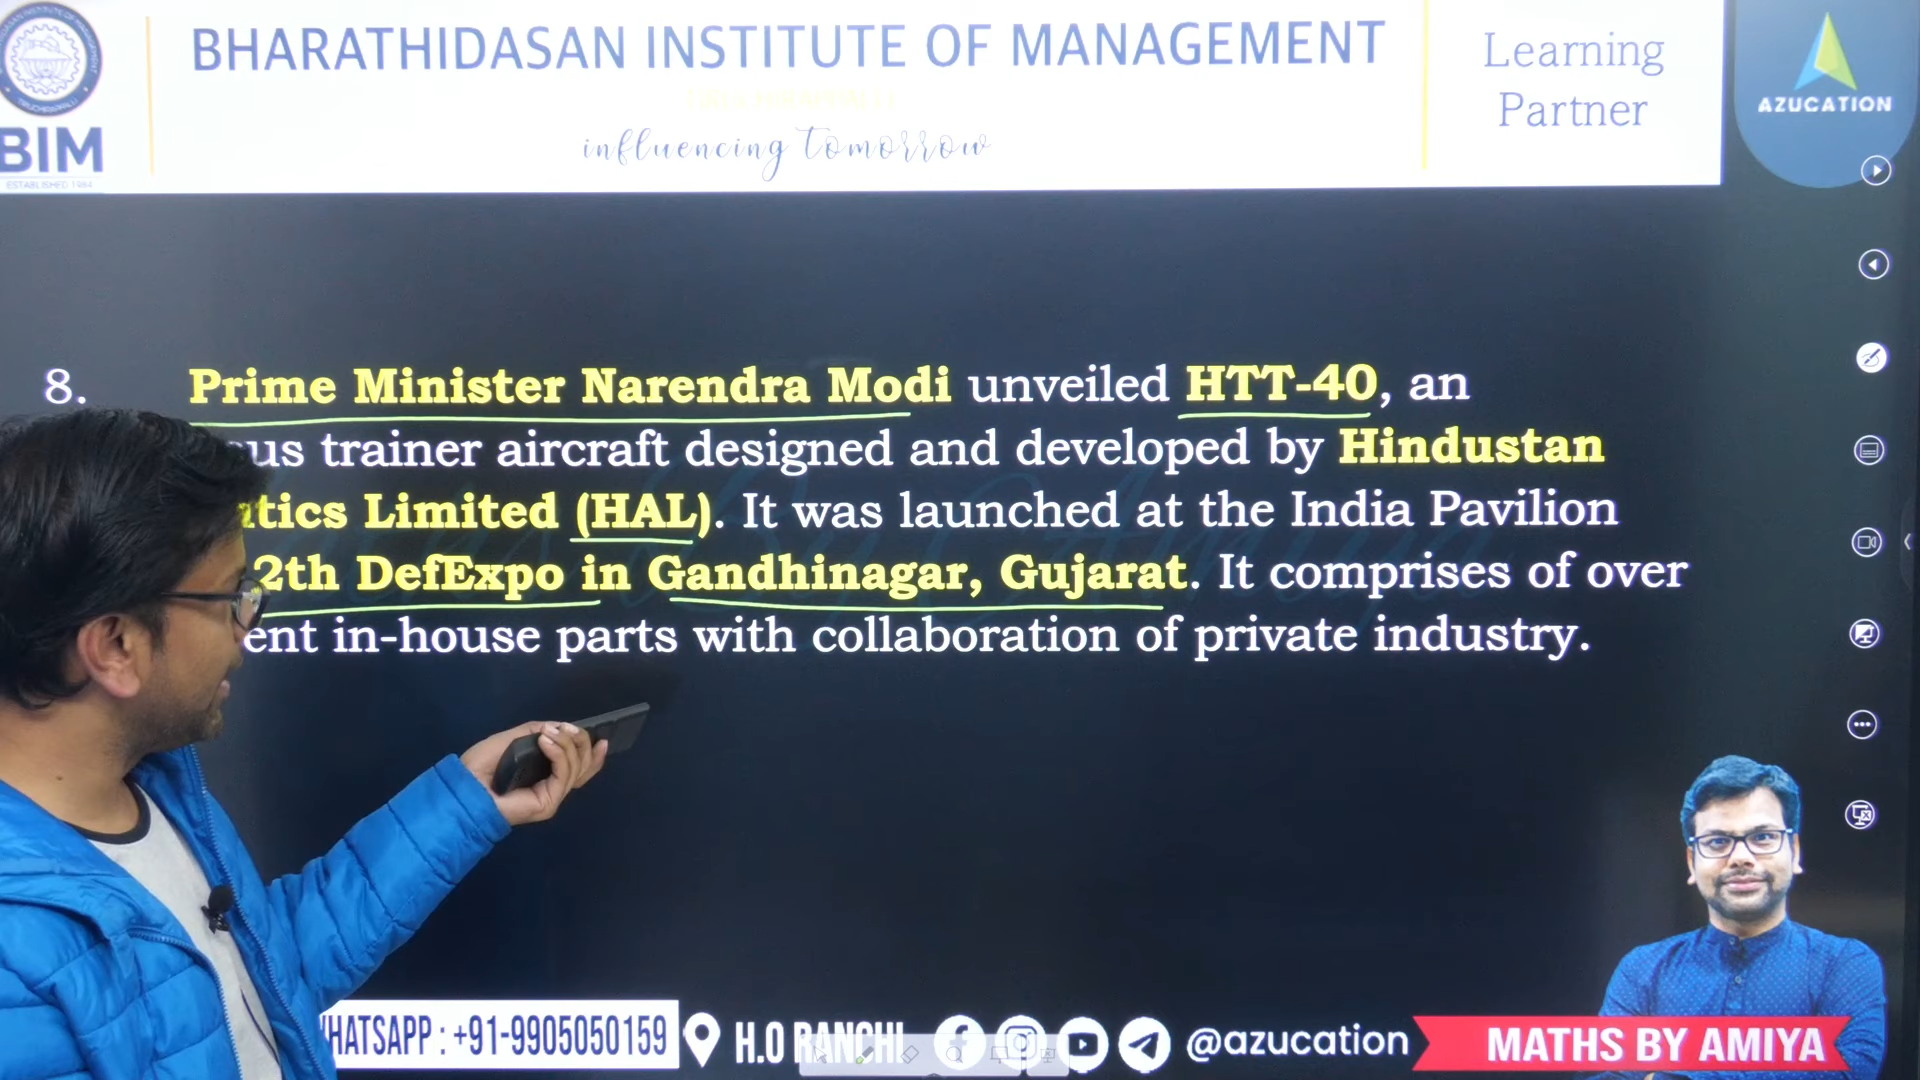 BHARATHIDASAN INSTITUTE OF MANAGEMENT
influencing tomorrow
BIM
ESTABLISHED 1984
Learning
Partner
AZUCATION
8. Prime Minister Narendra Modi unveiled HTT-40, an
us trainer aircraft designed and developed by Hindustan
tics Limited (HAL). It was launched at the India Pavilion
2th DefExpo in Gandhinagar, Gujarat. It comprises of over
ent in-house parts with collaboration of private industry.
HATSAPP : +91-9905050159
H.O RANCHI
@azucation
MATHS BY AMIYA